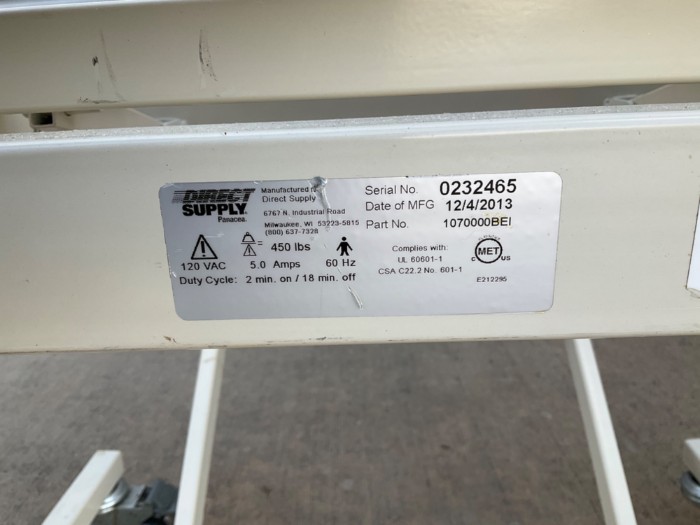 DIRECT
SUPPLY
Panacea.
Manufactured
Direct Supply
6767 N. Industrial Road
Milwaukee, WI 53223-5815
(800) 637-7328
Serial No. 0232465
Date of MFG 12/4/2013
Part No. 1070000BEI
= 450 lbs
120 VAC 5.0 Amps 60 Hz
Duty Cycle: 2 min. on / 18 min. off
Complies with:
UL 60601-1
CSA C22.2 No. 601-1
MET
C US
E212295